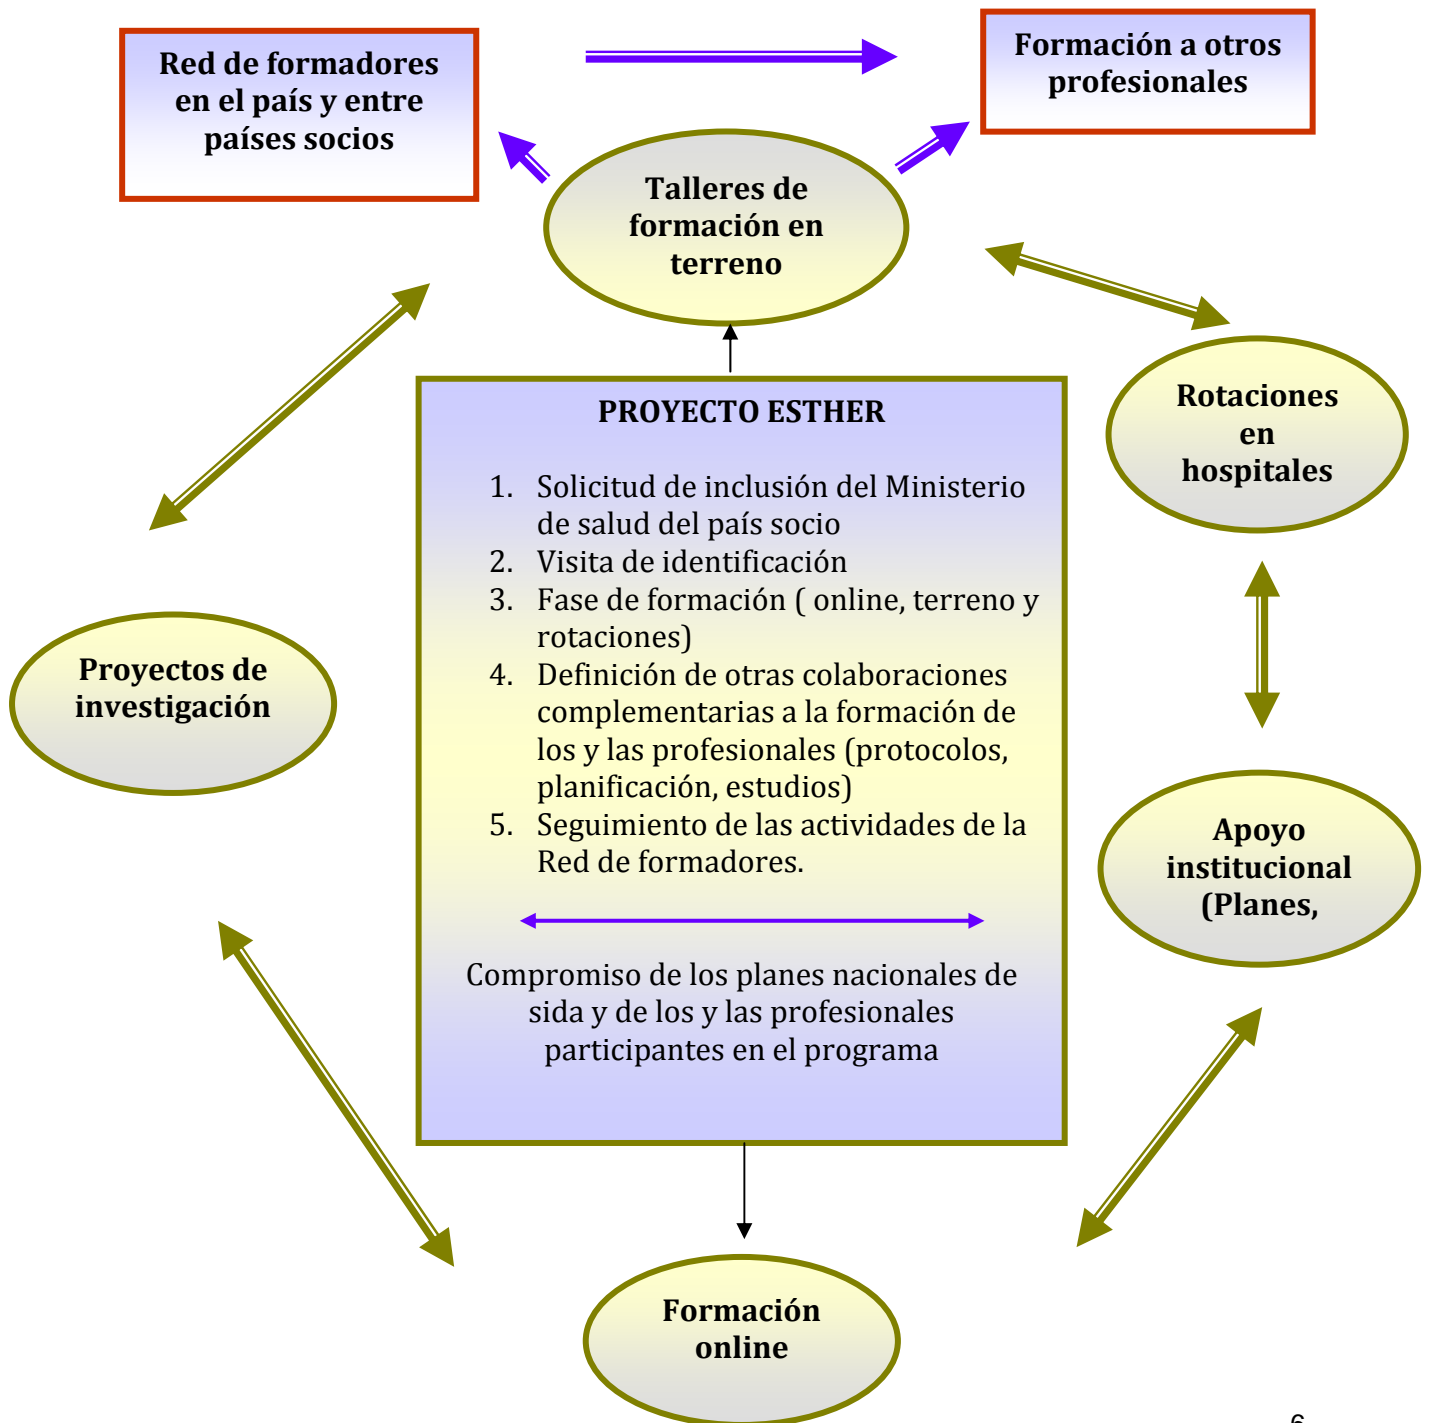 Red de formadores
en el país y entre
países socios
Formación a otros
profesionales
Talleres de
formación en
terreno
Rotaciones
en
hospitales
PROYECTO ESTHER
1. Solicitud de inclusión del Ministerio
de salud del país socio
2. Visita de identificación
3. Fase de formación ( online, terreno y
rotaciones)
4. Definición de otras colaboraciones
complementarias a la formación de
los y las profesionales (protocolos,
planificación, estudios)
5. Seguimiento de las actividades de la
Red de formadores.
Compromiso de los planes nacionales de
sida y de los y las profesionales
participantes en el programa
Proyectos de
investigación
Apoyo
institucional
(Planes,
Formación
online
6